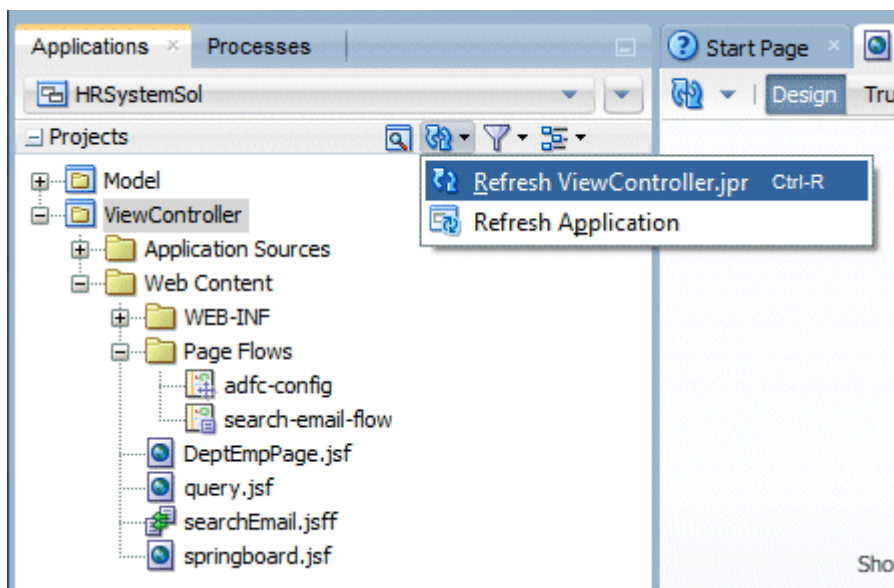 Applications Processes
Start Page
HRSystemSol
Design Tru
Projects
Refresh ViewController.jpr Ctrl-R
Refresh Application
Model
ViewController
Application Sources
Web Content
WEB-INF
Page Flows
adfc-config
search-email-flow
DeptEmpPage.jsf
query.jsf
searchEmail.jsff
springboard.jsf
Sho